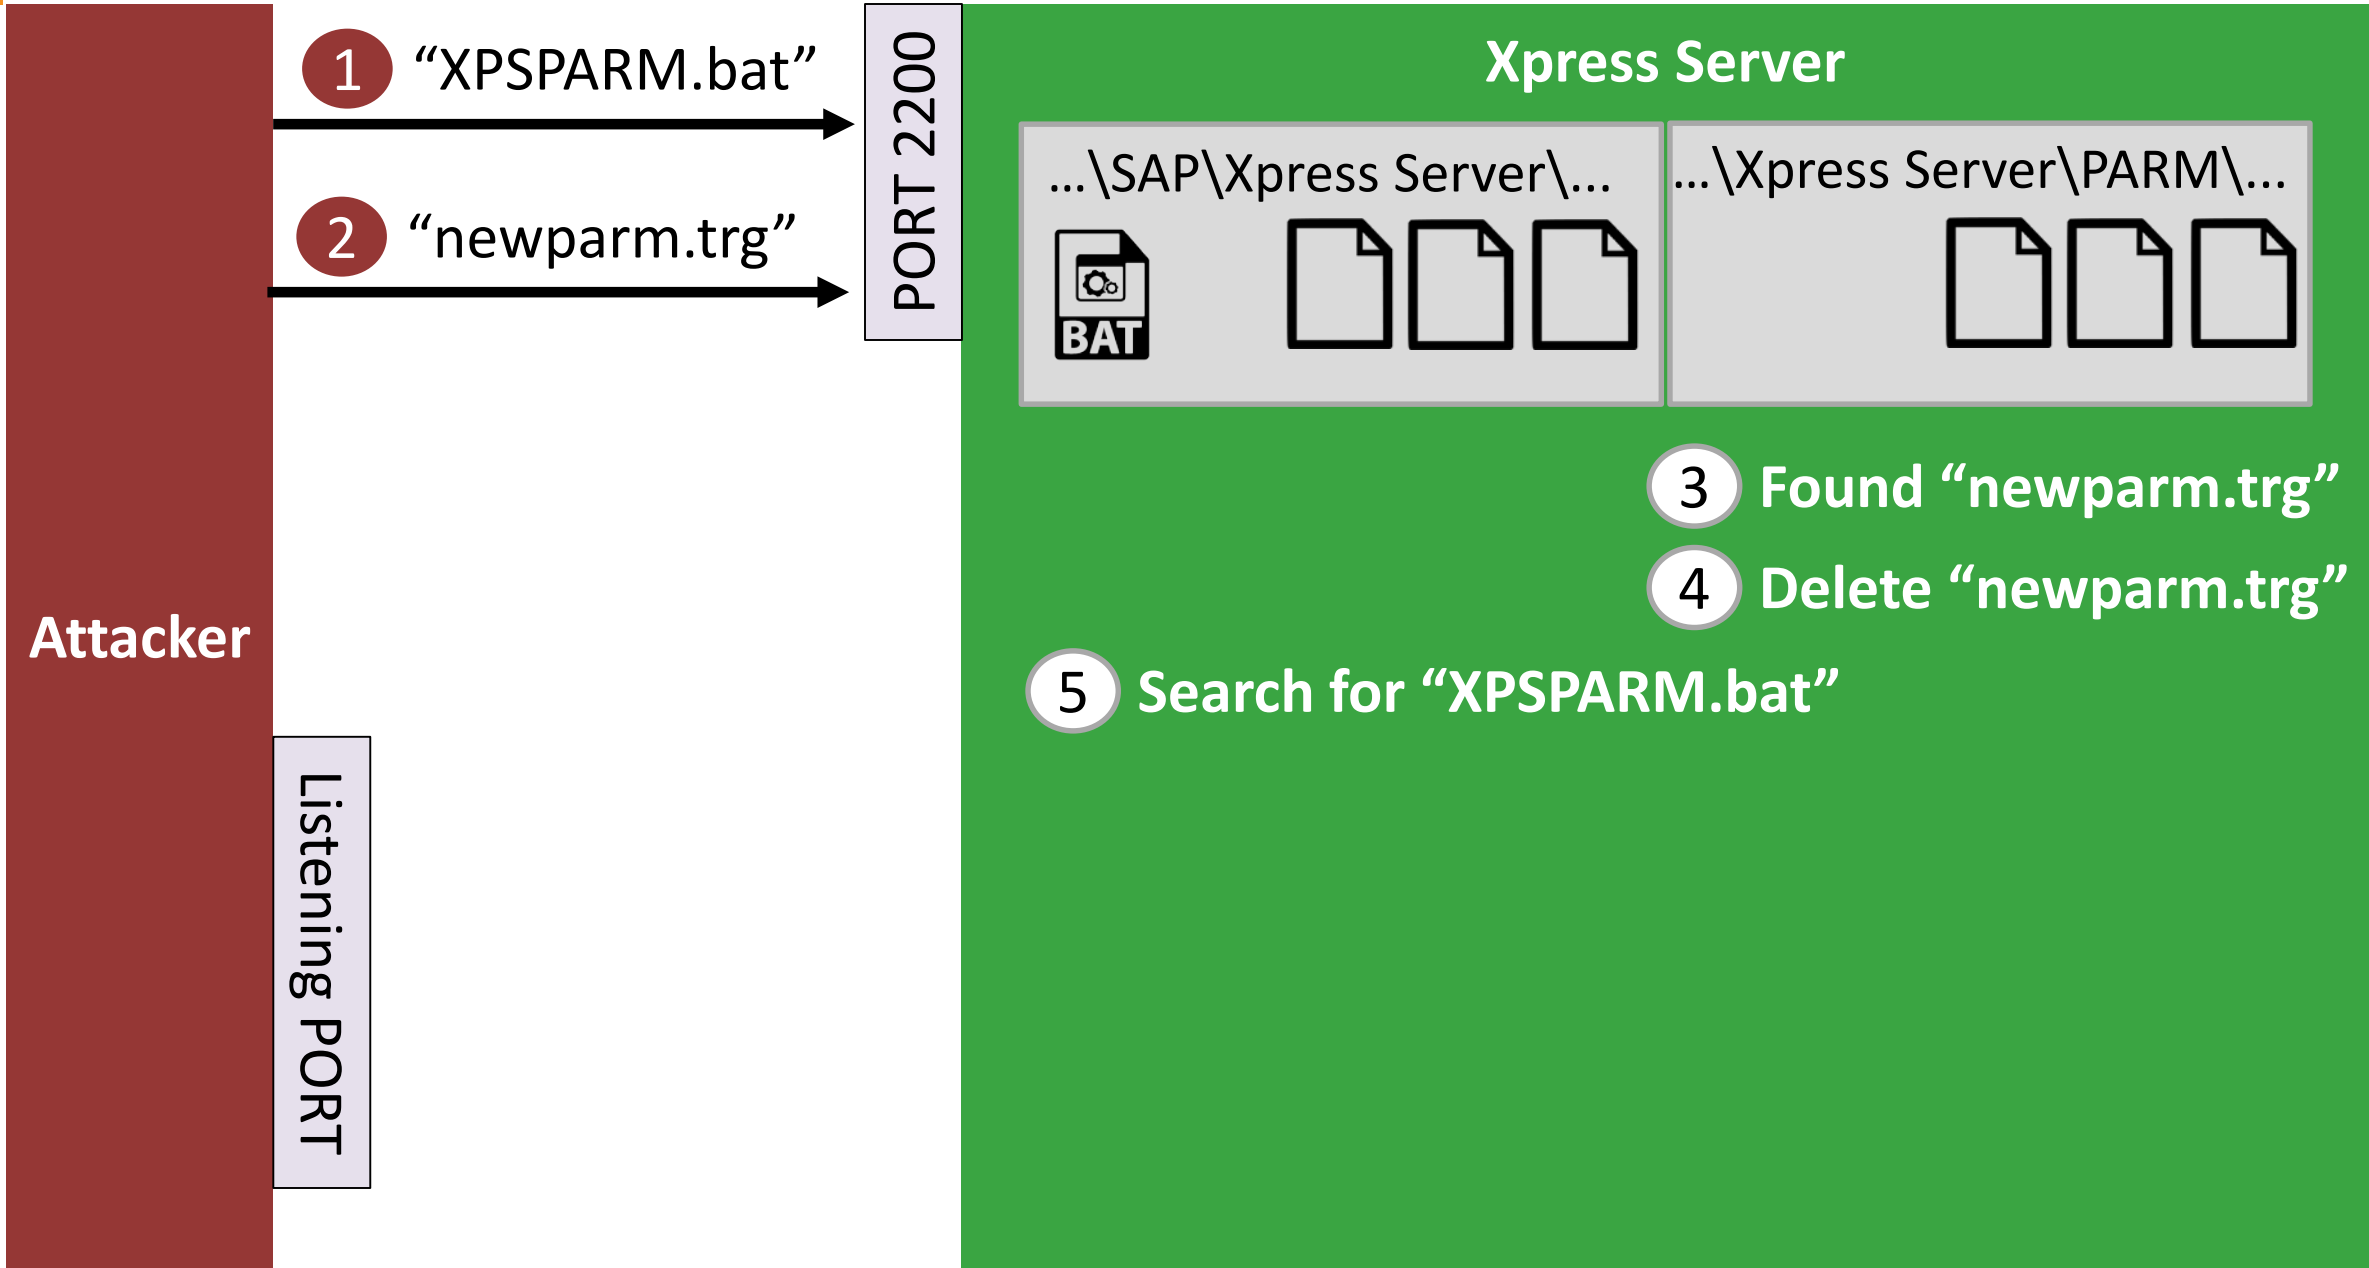 1 “XPSPARM.bat”
2 “newparm.trg”
PORT 2200
Xpress Server
...\SAP\Xpress Server\...
...\Xpress Server\PARM\...
BAT
3 Found “newparm.trg”
4 Delete “newparm.trg”
Attacker
5 Search for “XPSPARM.bat”
Listening PORT